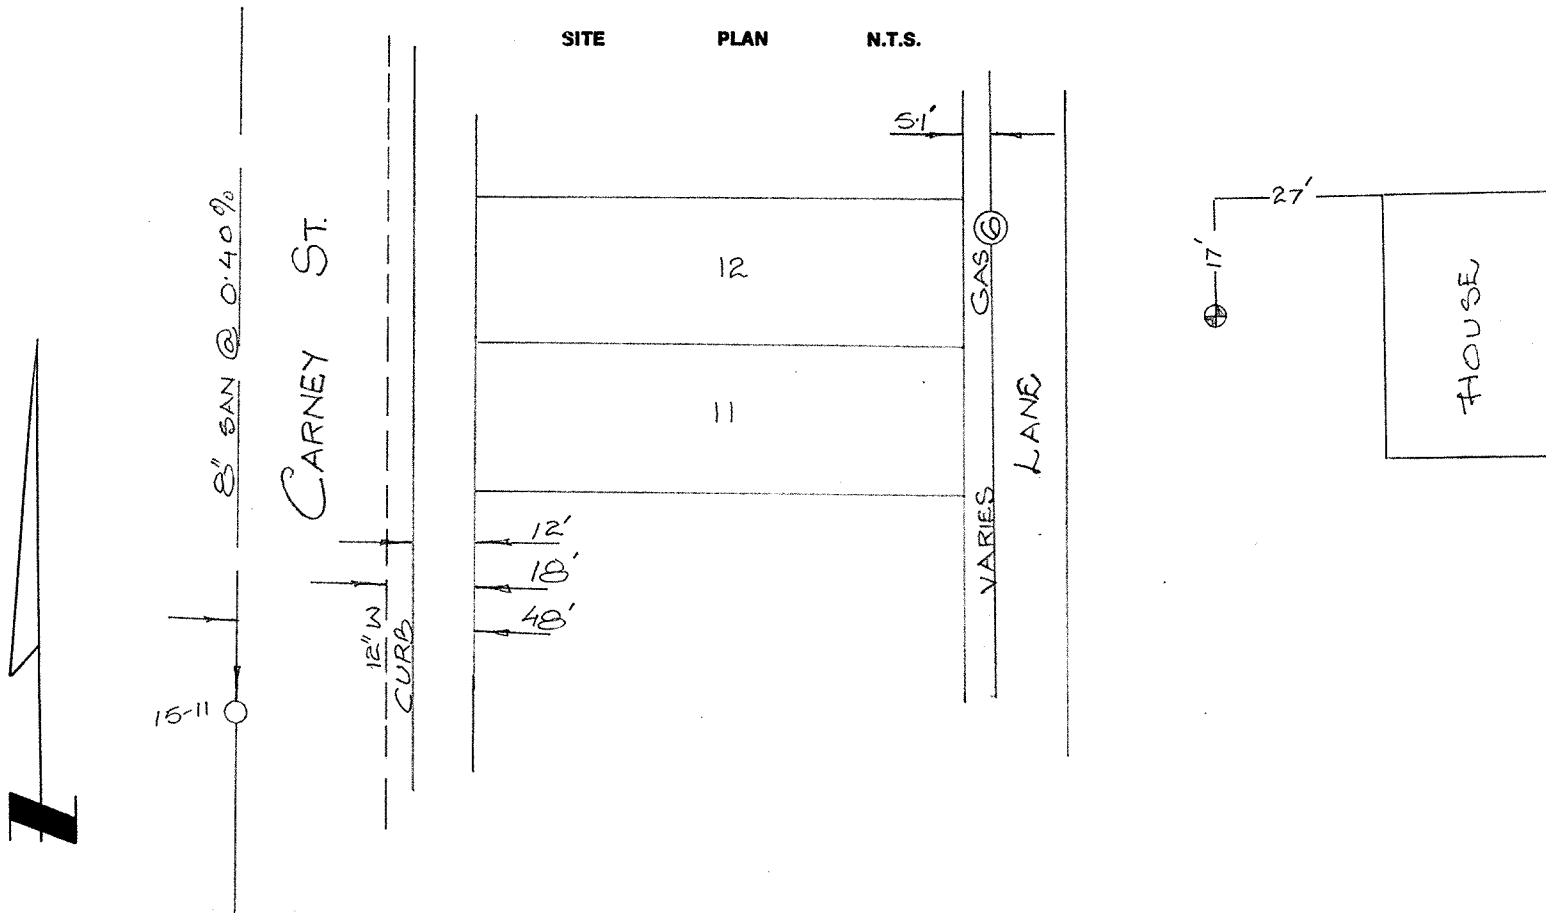 SITE PLAN N.T.S.
5.1'
27'
17'
8" SAN @ 0.40%
CARNEY ST.
12
GAS
6
HOUSE
11
LANE
VARIES
12'
18'
48'
12" W
CURB
15-11